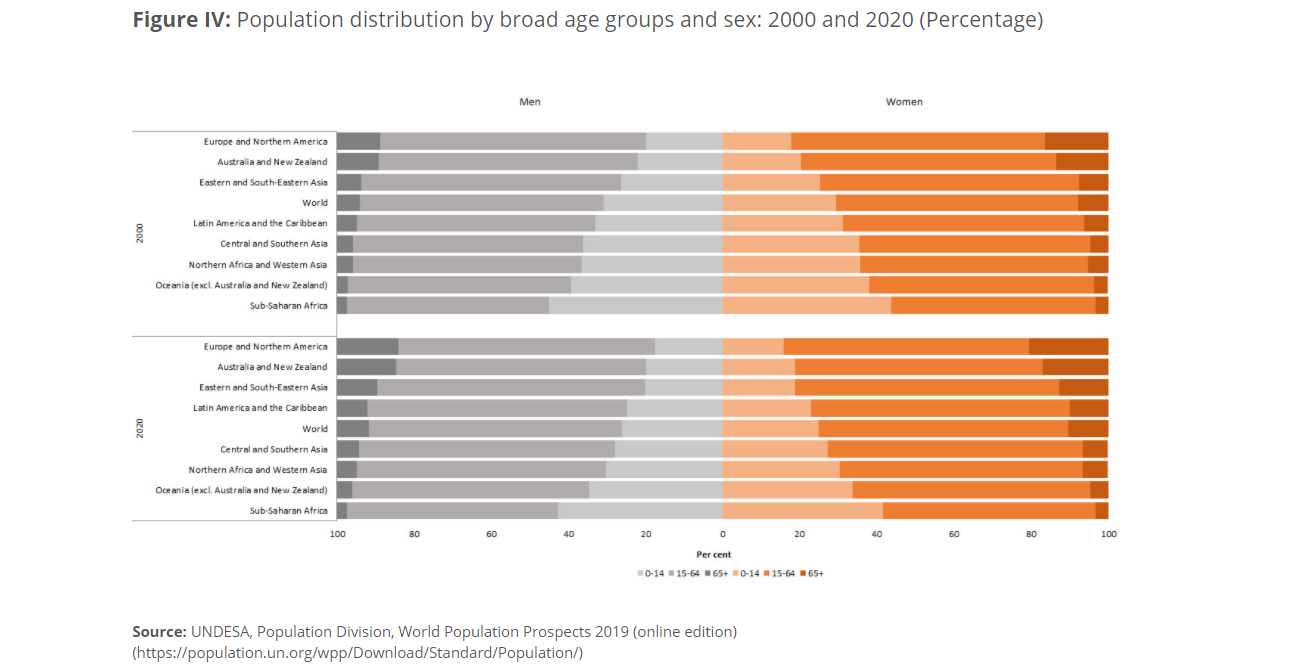 Figure IV: Population distribution by broad age groups and sex: 2000 and 2020 (Percentage)
Men
Women
2000
Europe and Northern America
Australia and New Zealand
Eastern and South-Eastern Asia
World
Latin America and the Caribbean
Central and Southern Asia
Northern Africa and Western Asia
Oceania (excl. Australia and New Zealand)
Sub-Saharan Africa
2020
Europe and Northern America
Australia and New Zealand
Eastern and South-Eastern Asia
Latin America and the Caribbean
World
Central and Southern Asia
Northern Africa and Western Asia
Oceania (excl. Australia and New Zealand)
Sub-Saharan Africa
100 80 60 40 20 0 20 40 60 80 100
Per cent
0-14 15-64 65+ 0-14 15-64 65+
Source: UNDESA, Population Division, World Population Prospects 2019 (online edition)
(https://population.un.org/wpp/Download/Standard/Population/)